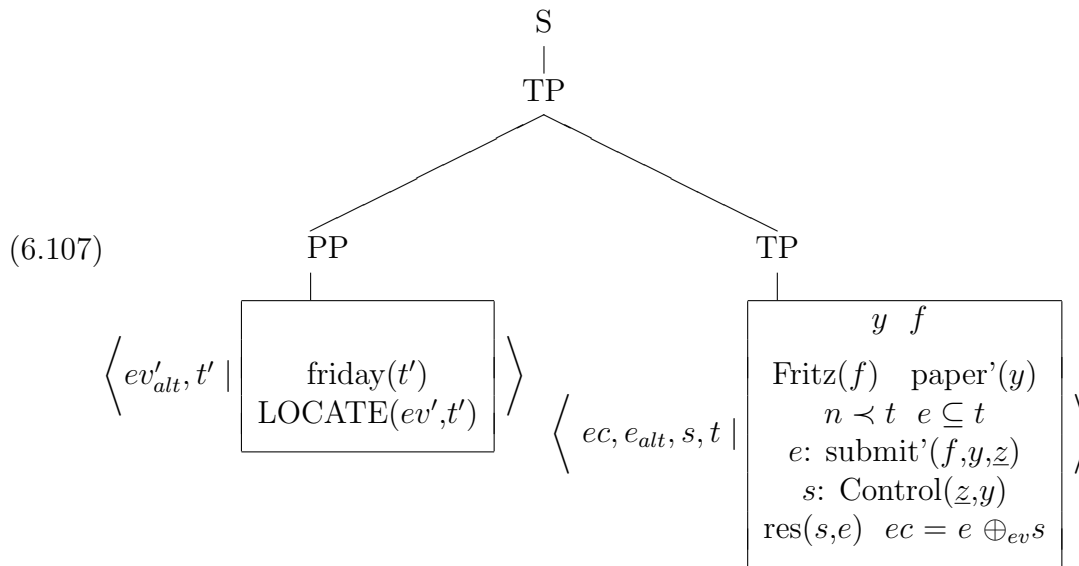 S
TP
(6.107) PP TP
⟨ ev′alt, t′ | friday(t′)
LOCATE(ev′,t′) ⟩
⟨ ec, ealt, s, t | y f
Fritz(f) paper'(y)
n ≺ t e ⊆ t
e: submit'(f,y,z)
s: Control(z,y)
res(s,e) ec = e ⊕ev s ⟩